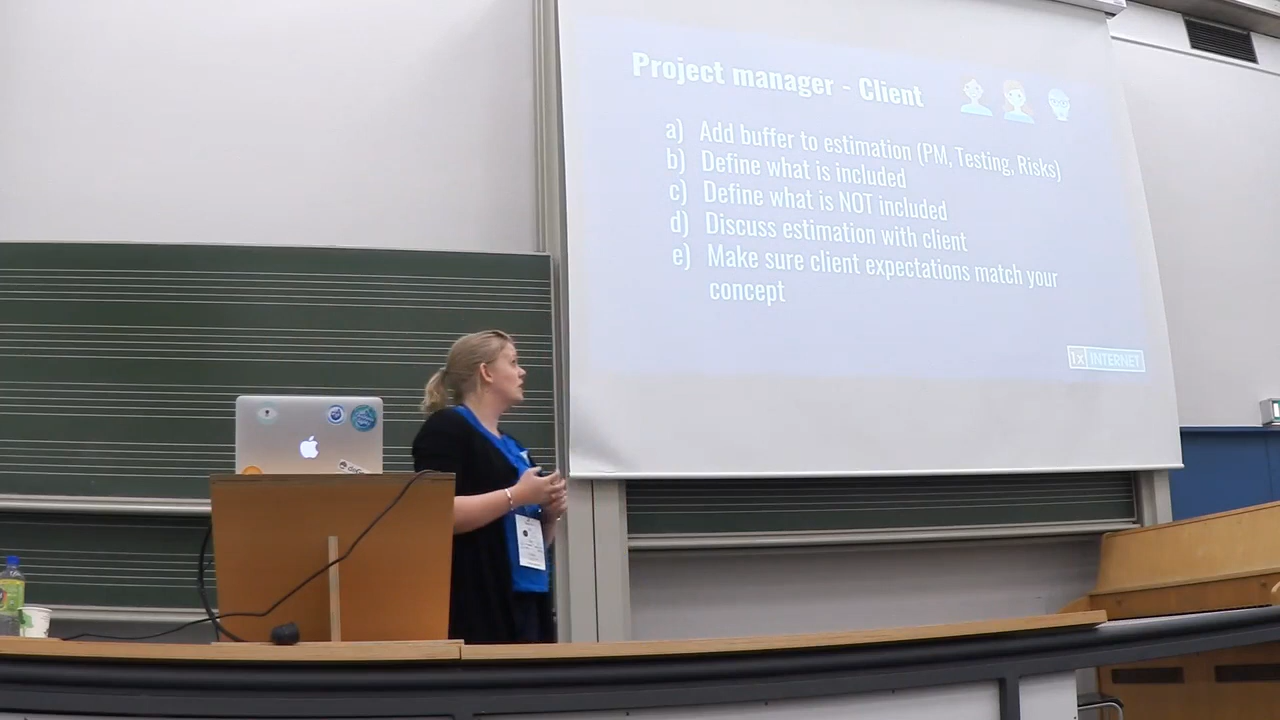 Project manager - Client
a) Add buffer to estimation (PM, Testing, Risks)
b) Define what is included
c) Define what is NOT included
d) Discuss estimation with client
e) Make sure client expectations match your
concept
1x INTERNET